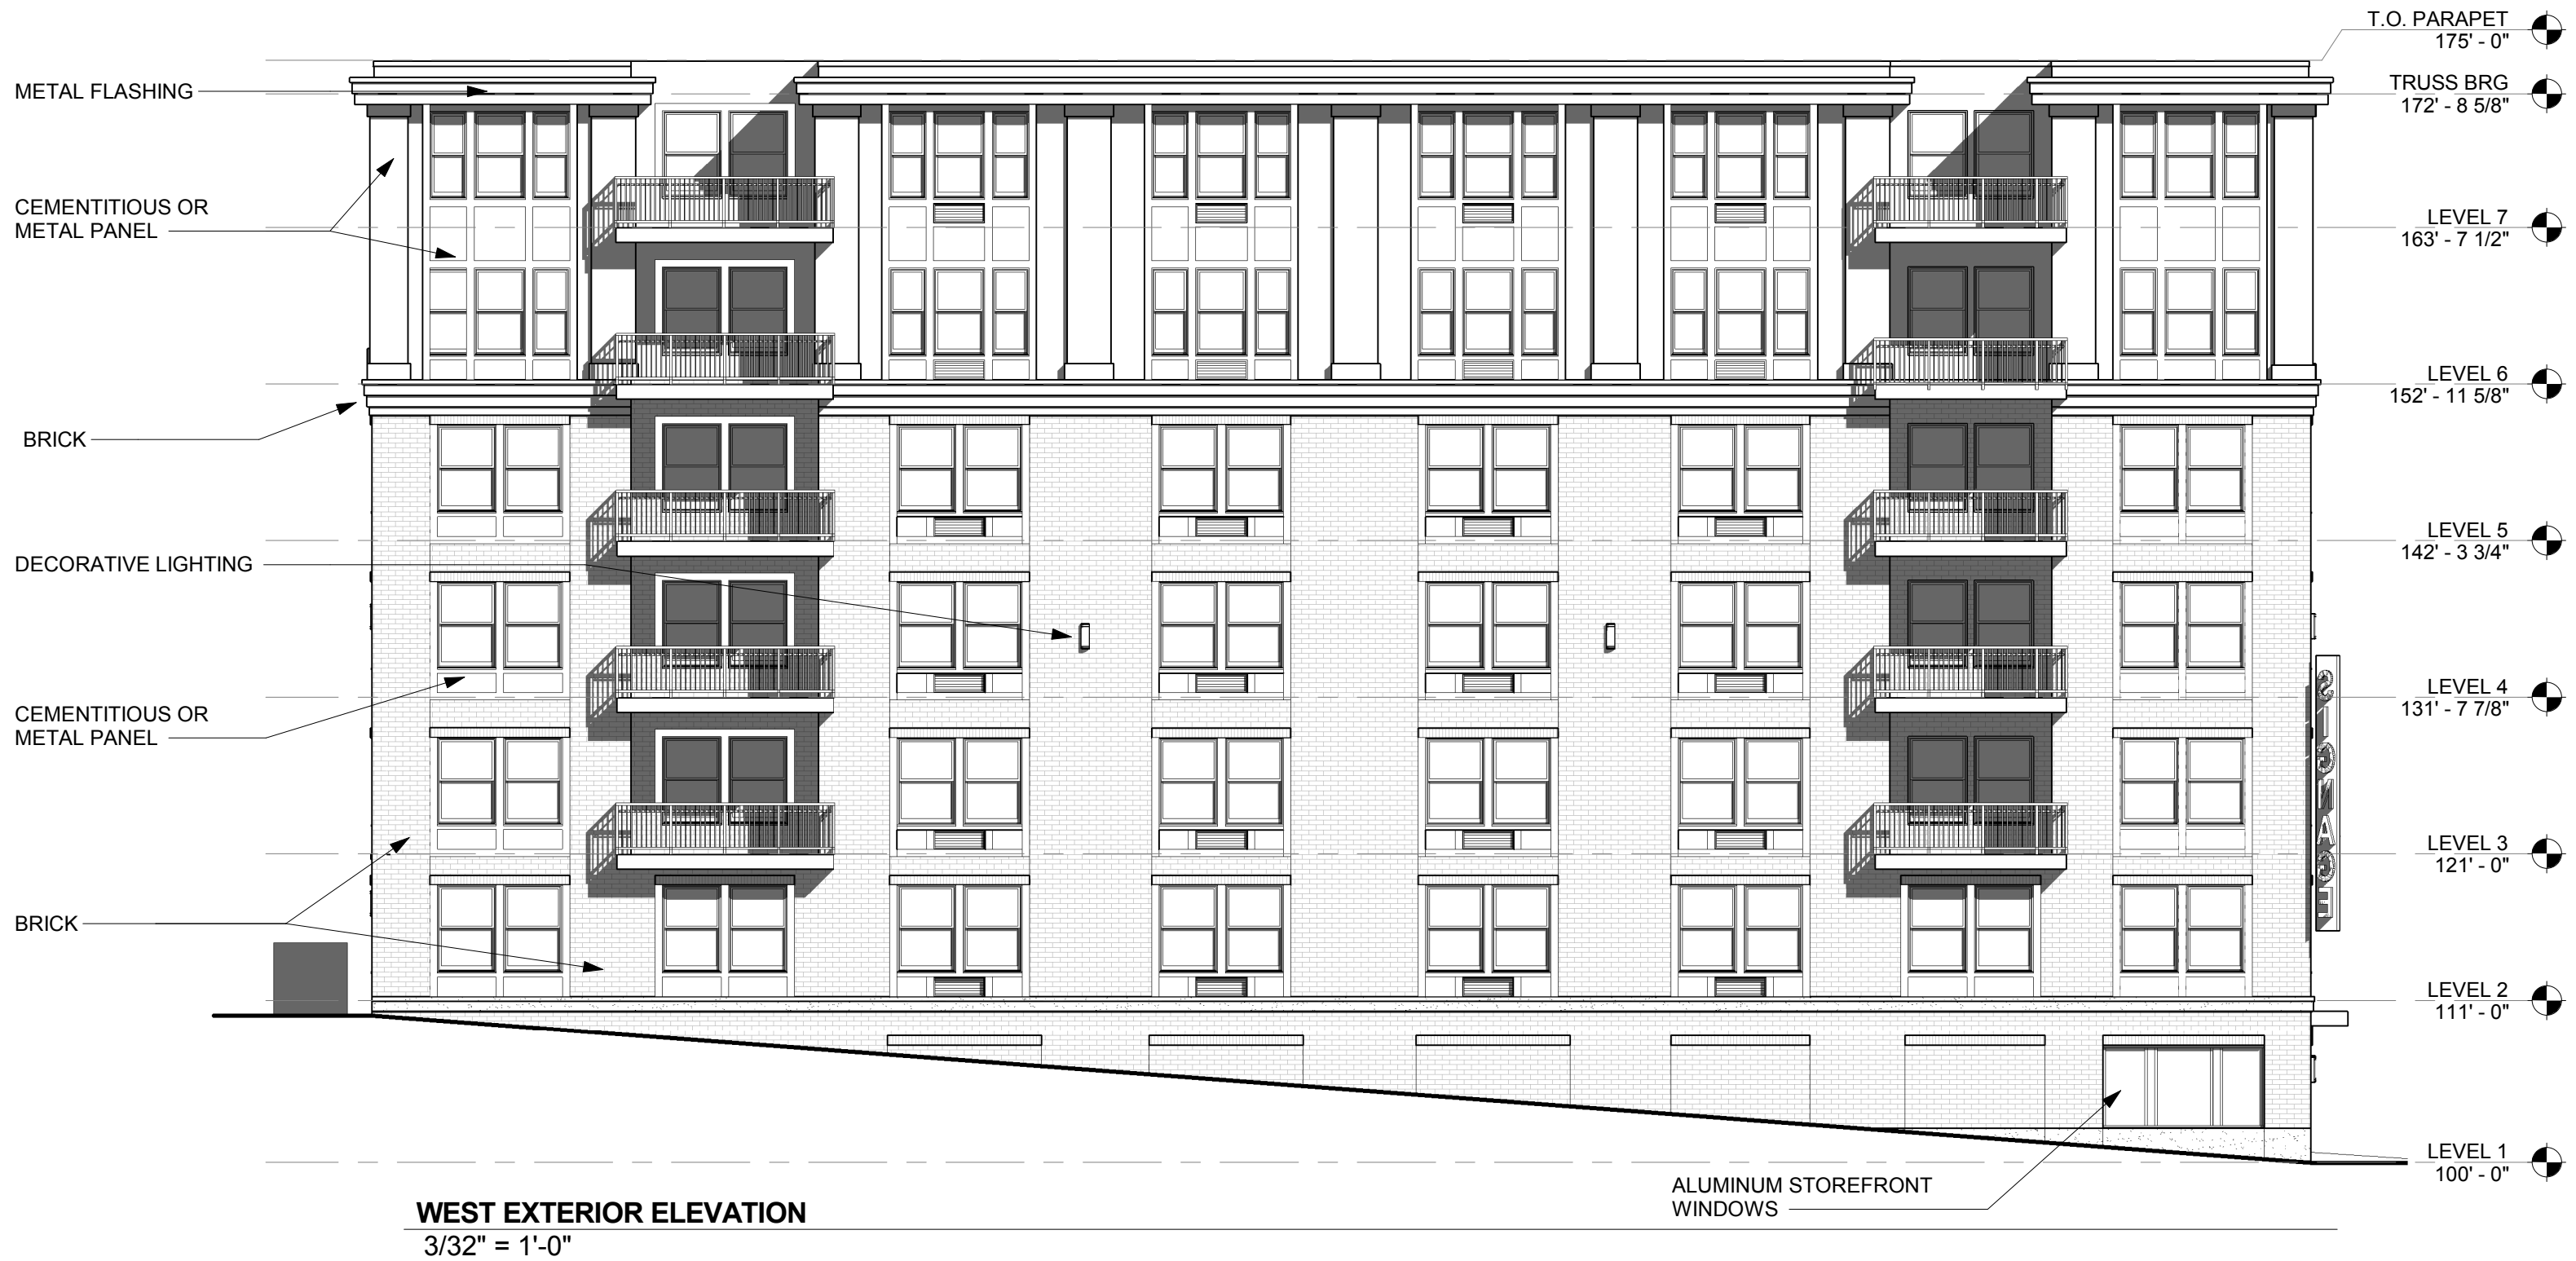 T.O. PARAPET
175' - 0"
METAL FLASHING
TRUSS BRG
172' - 8 5/8"
CEMENTITIOUS OR
METAL PANEL
LEVEL 7
163' - 7 1/2"
LEVEL 6
152' - 11 5/8"
BRICK
LEVEL 5
142' - 3 3/4"
DECORATIVE LIGHTING
LEVEL 4
131' - 7 7/8"
CEMENTITIOUS OR
METAL PANEL
SIGNAGE
LEVEL 3
121' - 0"
BRICK
LEVEL 2
111' - 0"
LEVEL 1
100' - 0"
ALUMINUM STOREFRONT
WINDOWS
WEST EXTERIOR ELEVATION
3/32" = 1'-0"